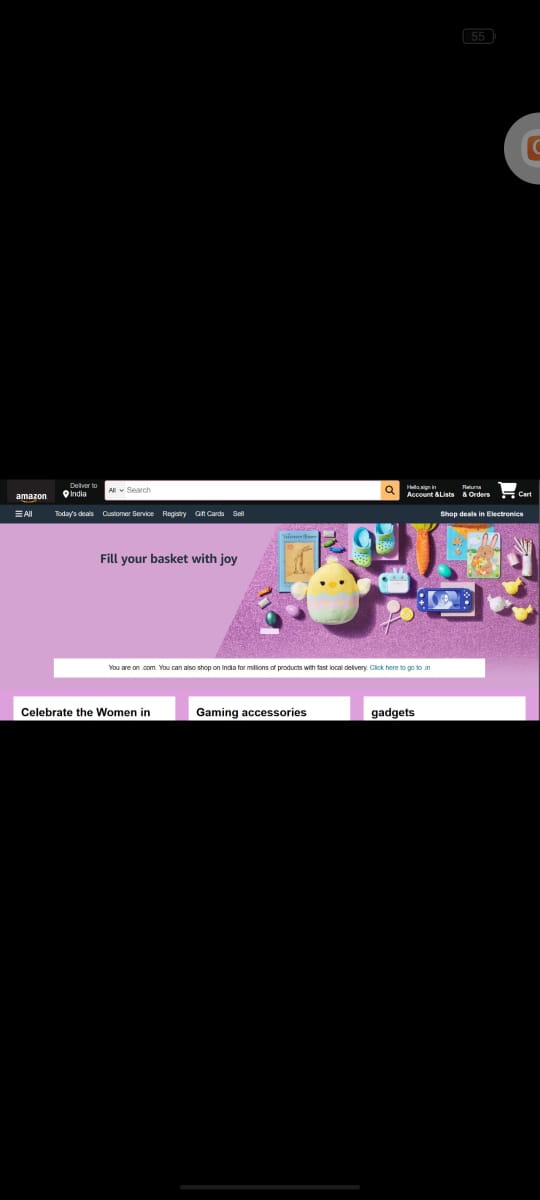 55
Deliver to
India
amazon
All Search
Hello,sign in
Account &Lists
Returns
& Orders
Cart
All
Today's deals Customer Service Registry Gift Cards Sell
Shop deals in Electronics
Fill your basket with joy
You are on .com. You can also shop on India for millions of products with fast local delivery. Click here to go to .in
Celebrate the Women in
Gaming accessories
gadgets